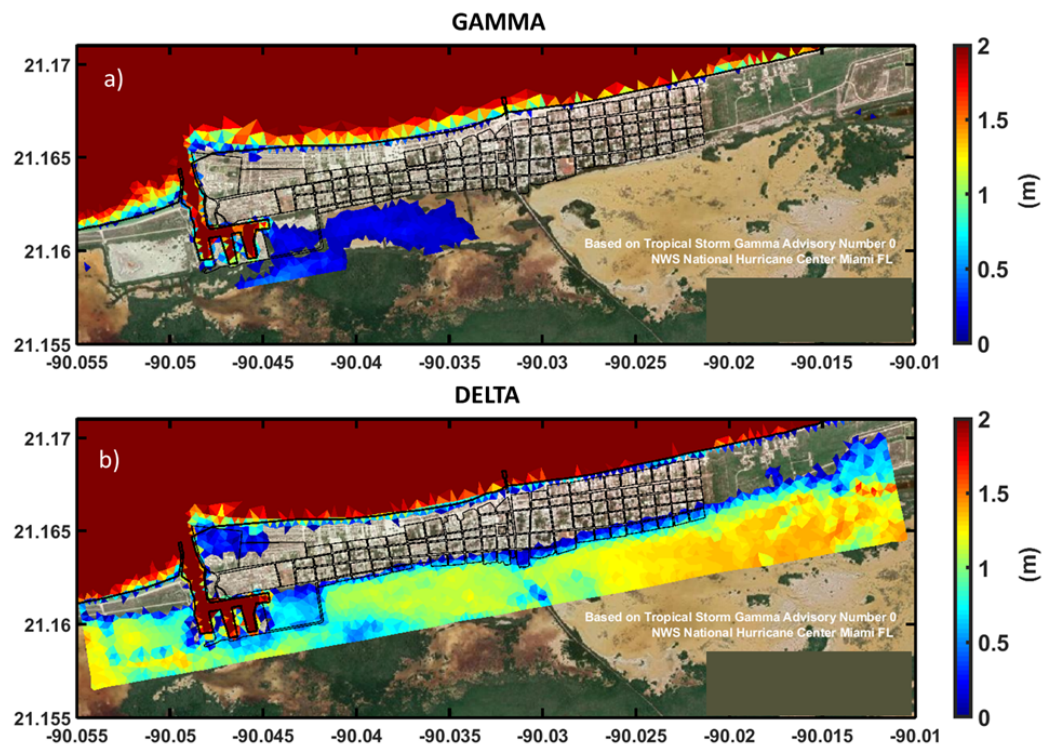 GAMMA
a)
21.17
21.165
21.16
21.155
-90.055 -90.05 -90.045 -90.04 -90.035 -90.03 -90.025 -90.02 -90.015 -90.01
Based on Tropical Storm Gamma Advisory Number 0
NWS National Hurricane Center Miami FL
2
1.5
1
0.5
0
(m)
DELTA
b)
21.17
21.165
21.16
21.155
-90.055 -90.05 -90.045 -90.04 -90.035 -90.03 -90.025 -90.02 -90.015 -90.01
Based on Tropical Storm Gamma Advisory Number 0
NWS National Hurricane Center Miami FL
2
1.5
1
0.5
0
(m)